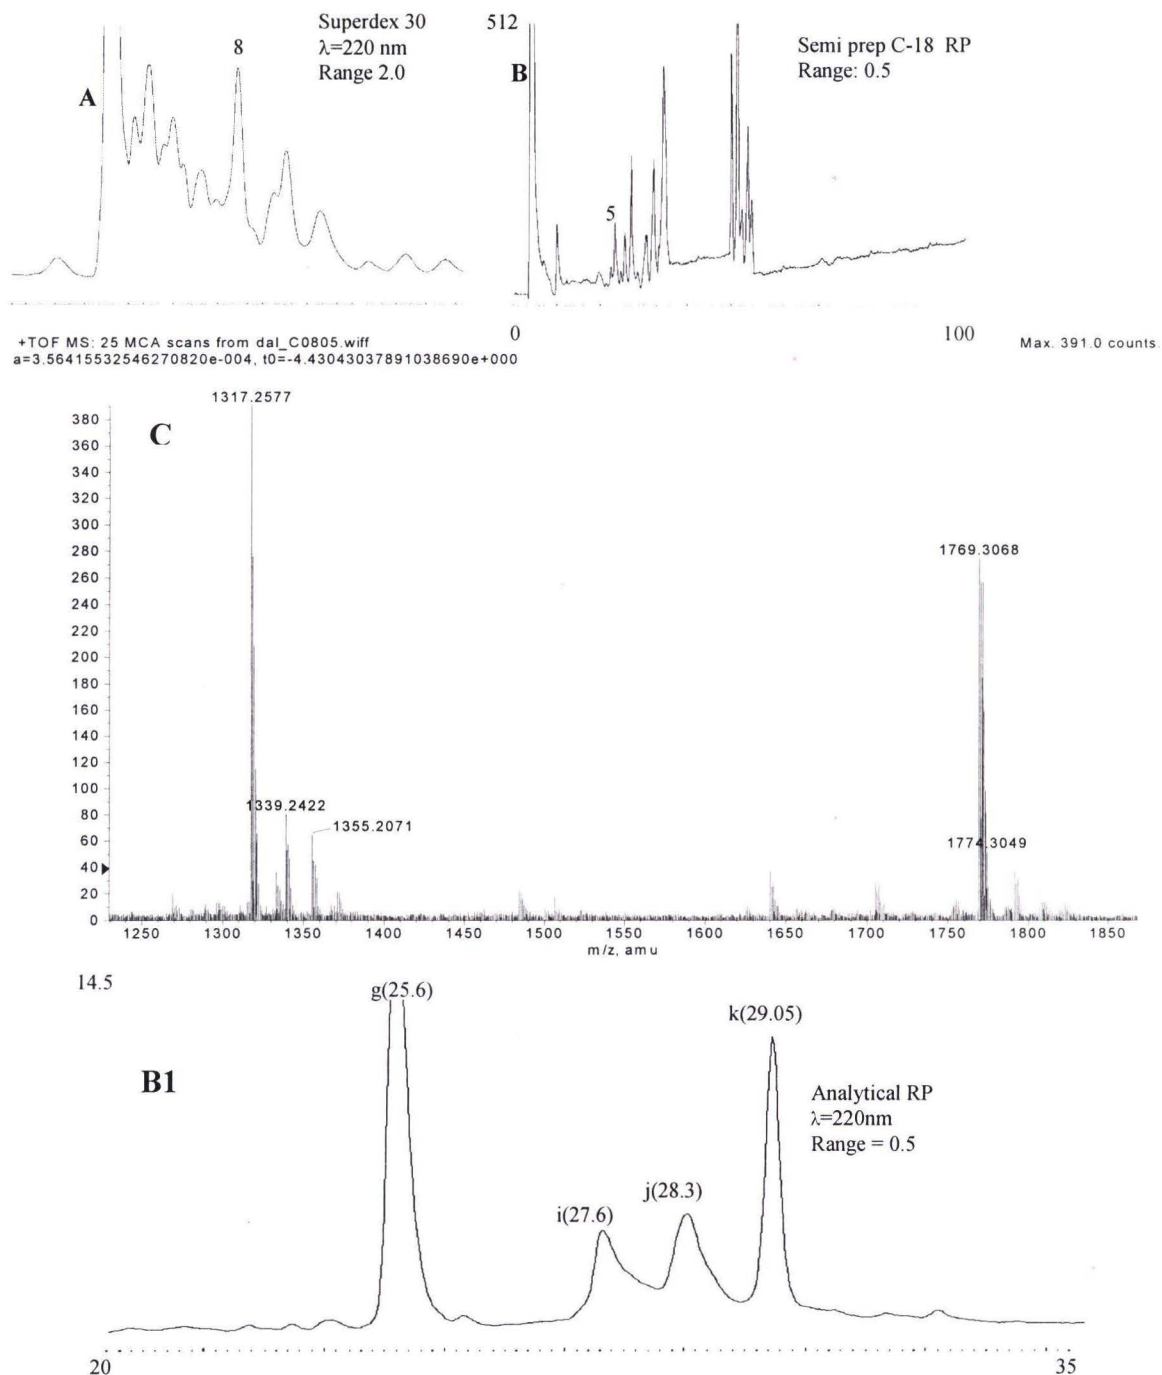 Superdex 30
λ=220 nm
Range 2.0
8
A
512
B
Semi prep C-18 RP
Range: 0.5
5
0
100
+TOF MS: 25 MCA scans from dal_C0805.wiff
a=3.56415532546270820e-004, t0=-4.43043037891038690e+000
Max. 391.0 counts.
1317.2577
C
380
360
340
320
300
280
260
240
220
200
180
160
140
120
100
80
60
40
20
0
1769.3068
1339.2422
1355.2071
1774.3049
1250 1300 1350 1400 1450 1500 1550 1600 1650 1700 1750 1800 1850
m/z, amu
14.5
g(25.6)
k(29.05)
B1
Analytical RP
λ=220nm
Range = 0.5
j(28.3)
i(27.6)
20
35